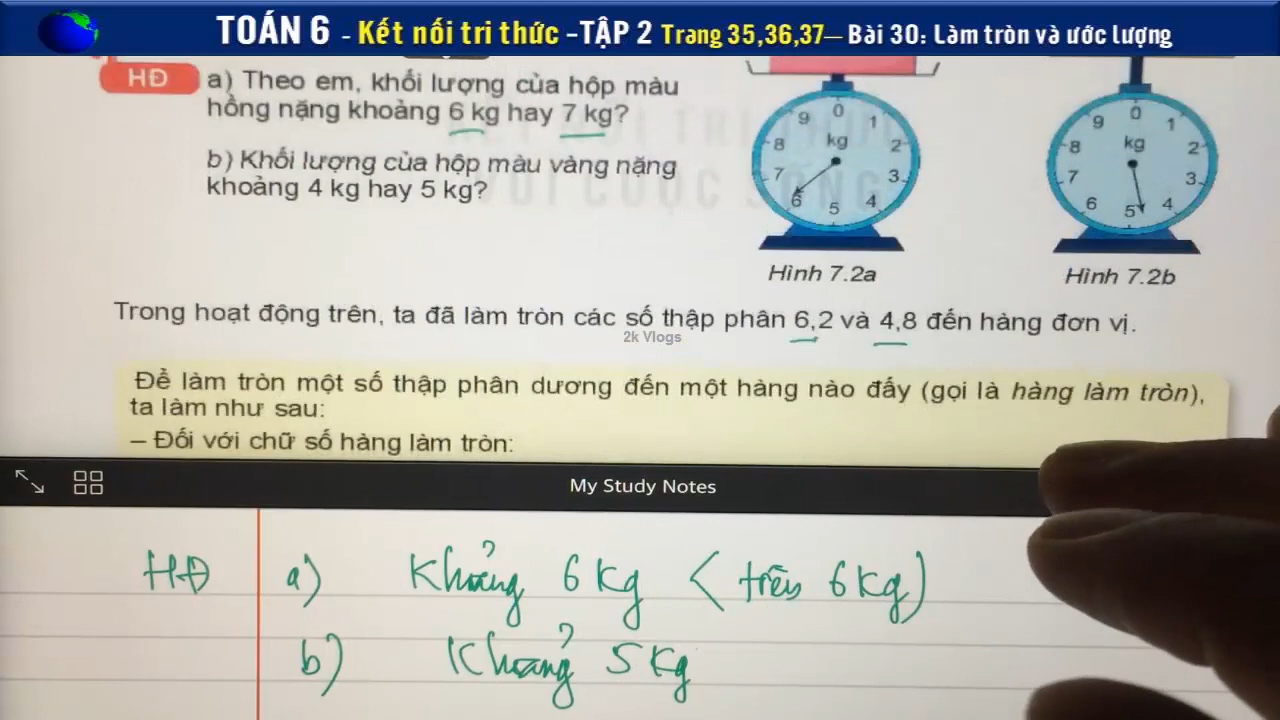 TOÁN 6 - Kết nối tri thức -TẬP 2 Trang 35,36,37– Bài 30: Làm tròn và ước lượng
HĐ
a) Theo em, khối lượng của hộp màu
hồng nặng khoảng 6 kg hay 7 kg?
b) Khối lượng của hộp màu vàng nặng
khoảng 4 kg hay 5 kg?
0 1 2 3 4 5 6 7 8 9
kg
Hình 7.2a
0 1 2 3 4 5 6 7 8 9
kg
Hình 7.2b
Trong hoạt động trên, ta đã làm tròn các số thập phân 6,2 và 4,8 đến hàng đơn vị.
2k Vlogs
Để làm tròn một số thập phân dương đến một hàng nào đấy (gọi là hàng làm tròn),
ta làm như sau:
– Đối với chữ số hàng làm tròn:
My Study Notes
HĐ a) Khoảng 6 kg (trên 6 kg)
b) Khoảng 5 kg